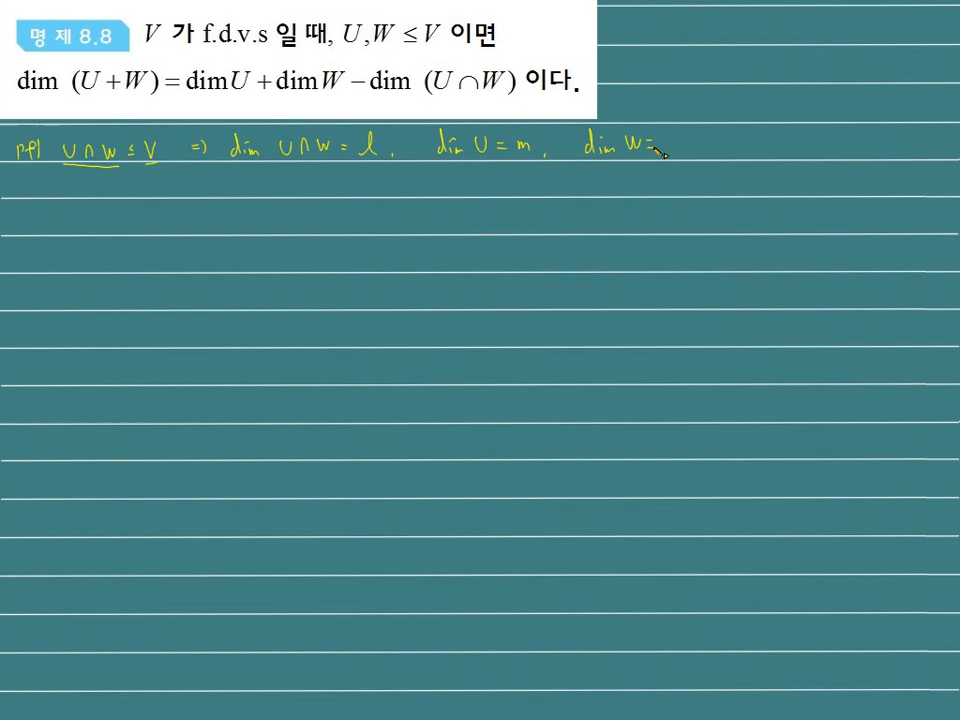 명 제 8.8 V 가 f.d.v.s 일 때, U,W ≤ V 이면
dim (U+W) = dimU + dimW − dim (U∩W) 이다.
pf) U∩W ≤ V ⇒ dim U∩W = l, dim U = m, dim W=